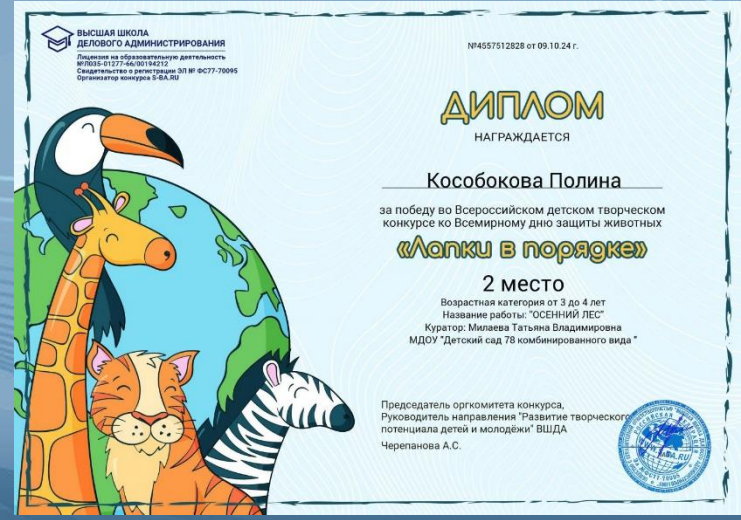 ВЫСШАЯ ШКОЛА
ДЕЛОВОГО АДМИНИСТРИРОВАНИЯ
Лицензия на образовательную деятельность
№Л035-01277-66/00194212
Свидетельство о регистрации ЭЛ № ФС77-70095
Организатор конкурса S-BA.RU
№4557512828 от 09.10.24 г.
ДИПЛОМ
НАГРАЖДАЕТСЯ
Кособокова Полина
за победу во Всероссийском детском творческом
конкурсе ко Всемирному дню защиты животных
«Лапки в порядке»
2 место
Возрастная категория от 3 до 4 лет
Название работы: "ОСЕННИЙ ЛЕС"
Куратор: Милаева Татьяна Владимировна
МДОУ "Детский сад 78 комбинированного вида "
Председатель оргкомитета конкурса,
Руководитель направления "Развитие творческого
потенциала детей и молодёжи" ВШДА
Черепанова А.С.